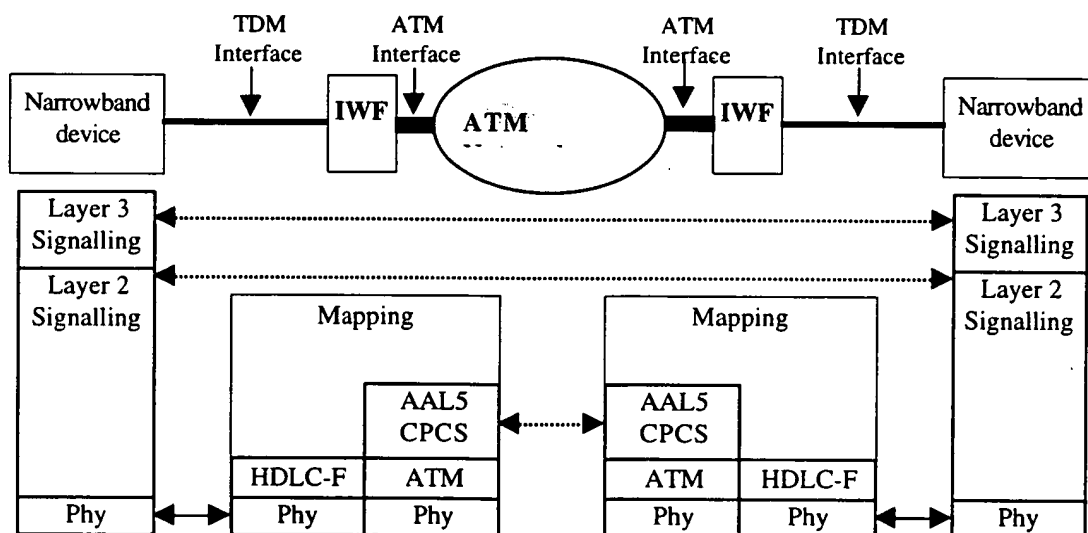 TDM
Interface
ATM
Interface
ATM
Interface
TDM
Interface
Narrowband
device
IWF
ATM
IWF
Narrowband
device
Layer 3
Signalling
Layer 3
Signalling
Layer 2
Signalling
Layer 2
Signalling
Mapping
Mapping
AAL5
CPCS
AAL5
CPCS
HDLC-F
ATM
ATM
HDLC-F
Phy
Phy
Phy
Phy
Phy
Phy